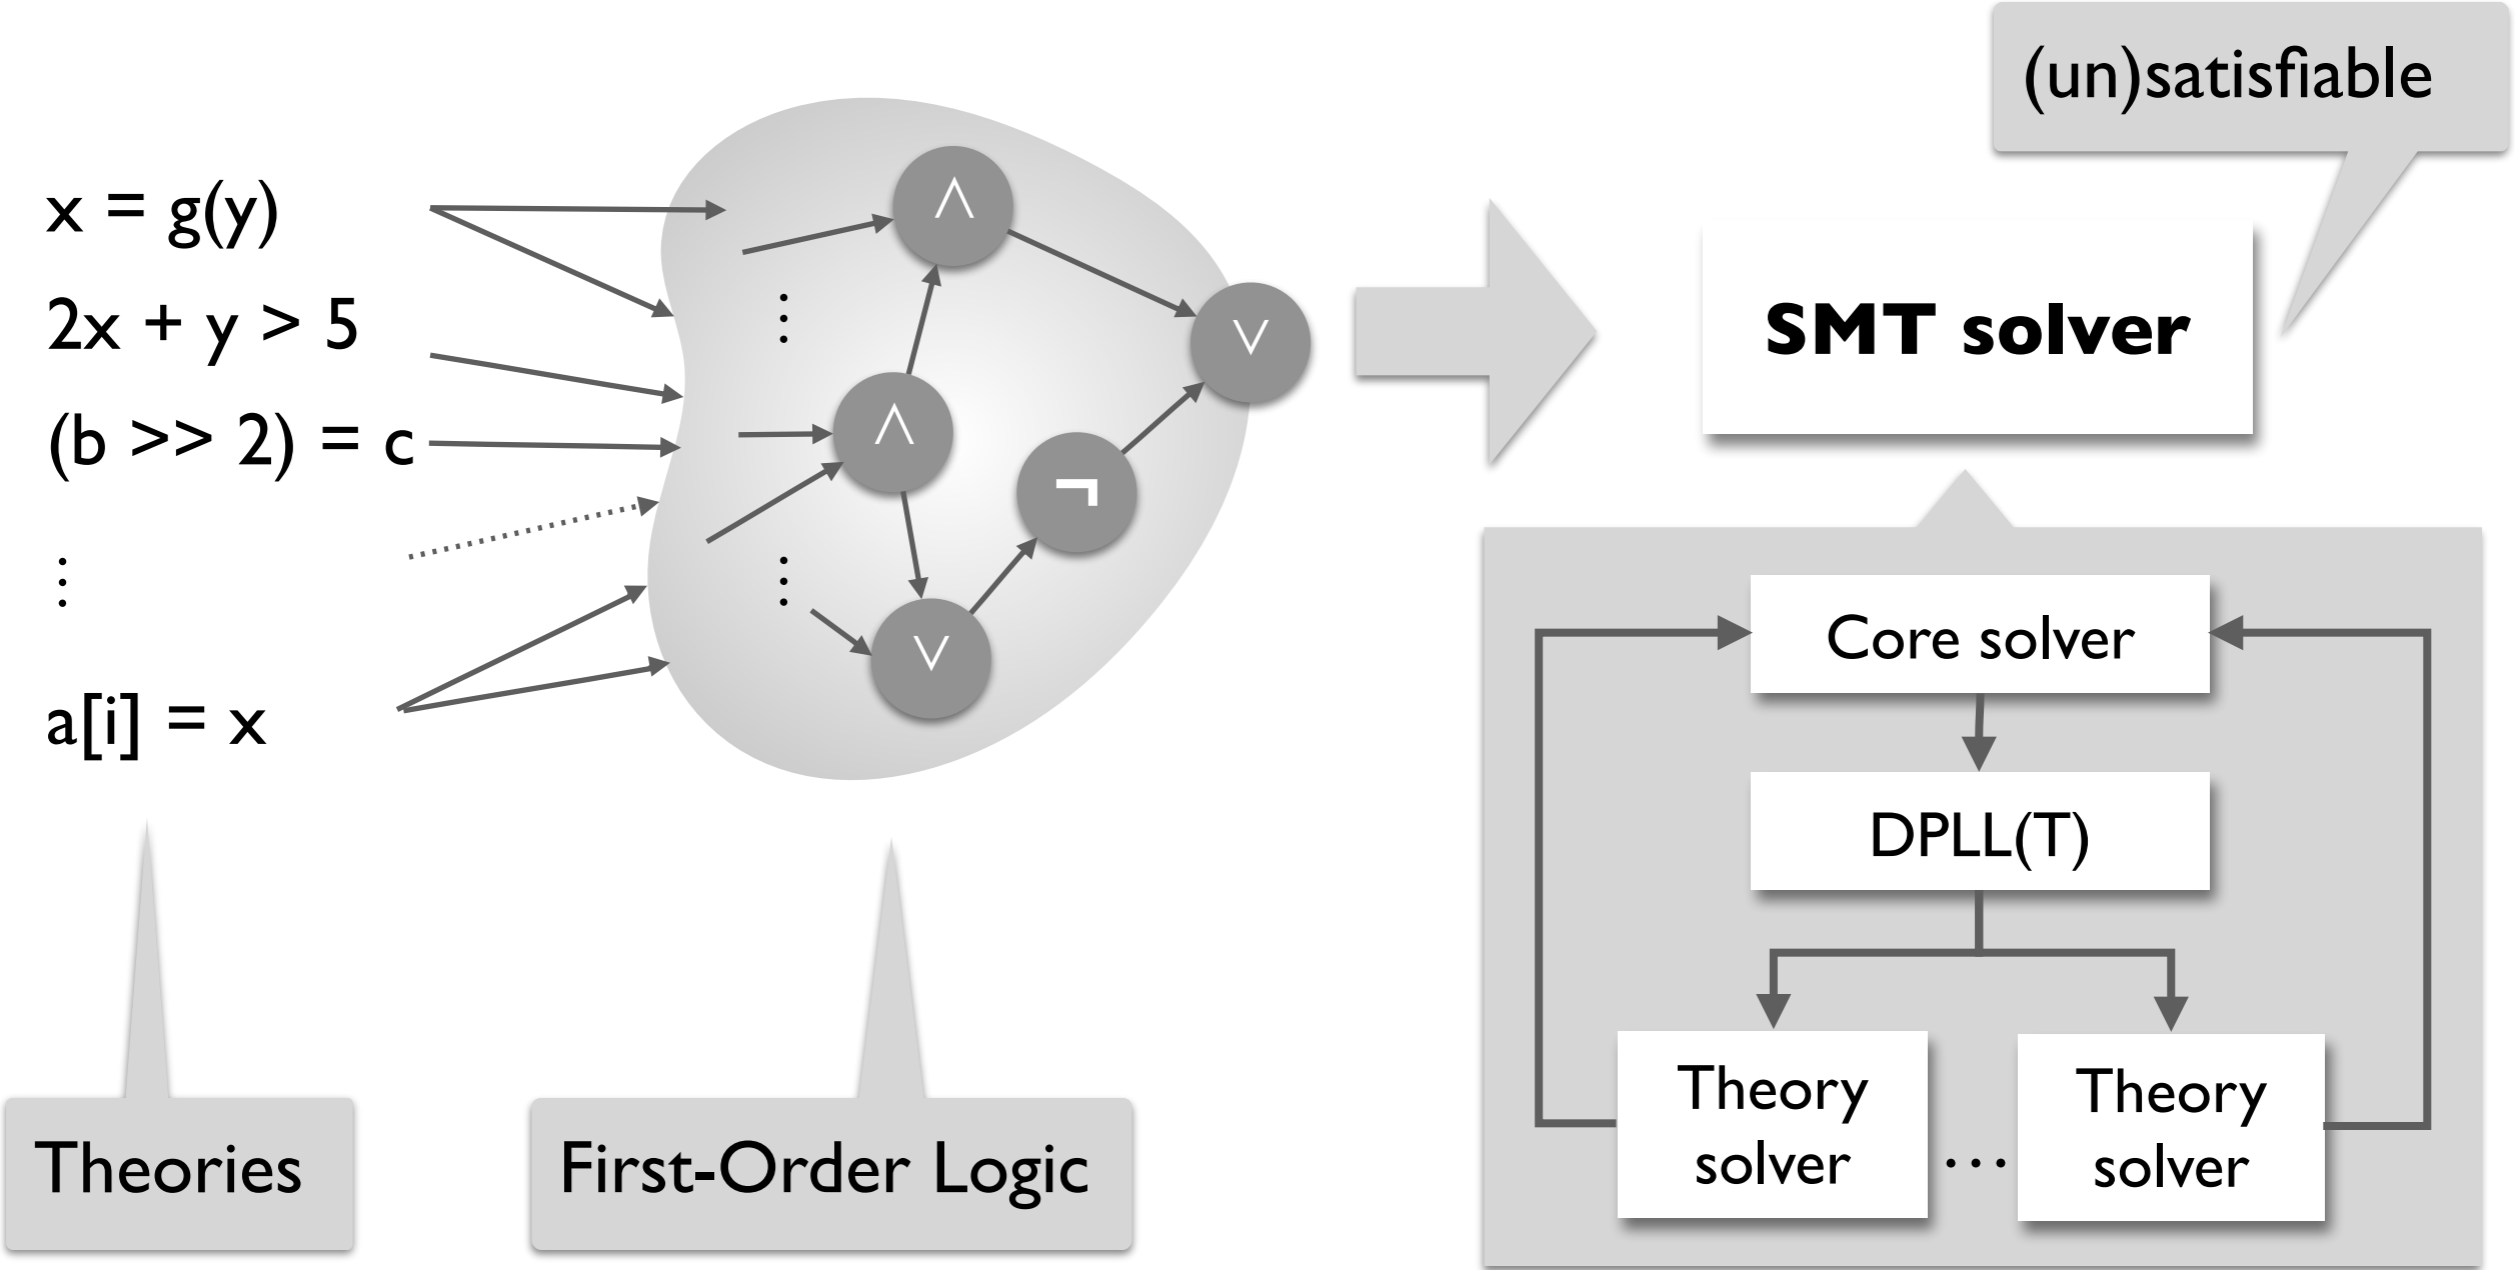 (un)satisfiable
x = g(y)
2x + y > 5
(b >> 2) = c
⋮
a[i] = x
∧
⋮
∨
∧
¬
⋮
∨
SMT solver
Core solver
DPLL(T)
Theory
solver
...
Theory
solver
Theories
First-Order Logic